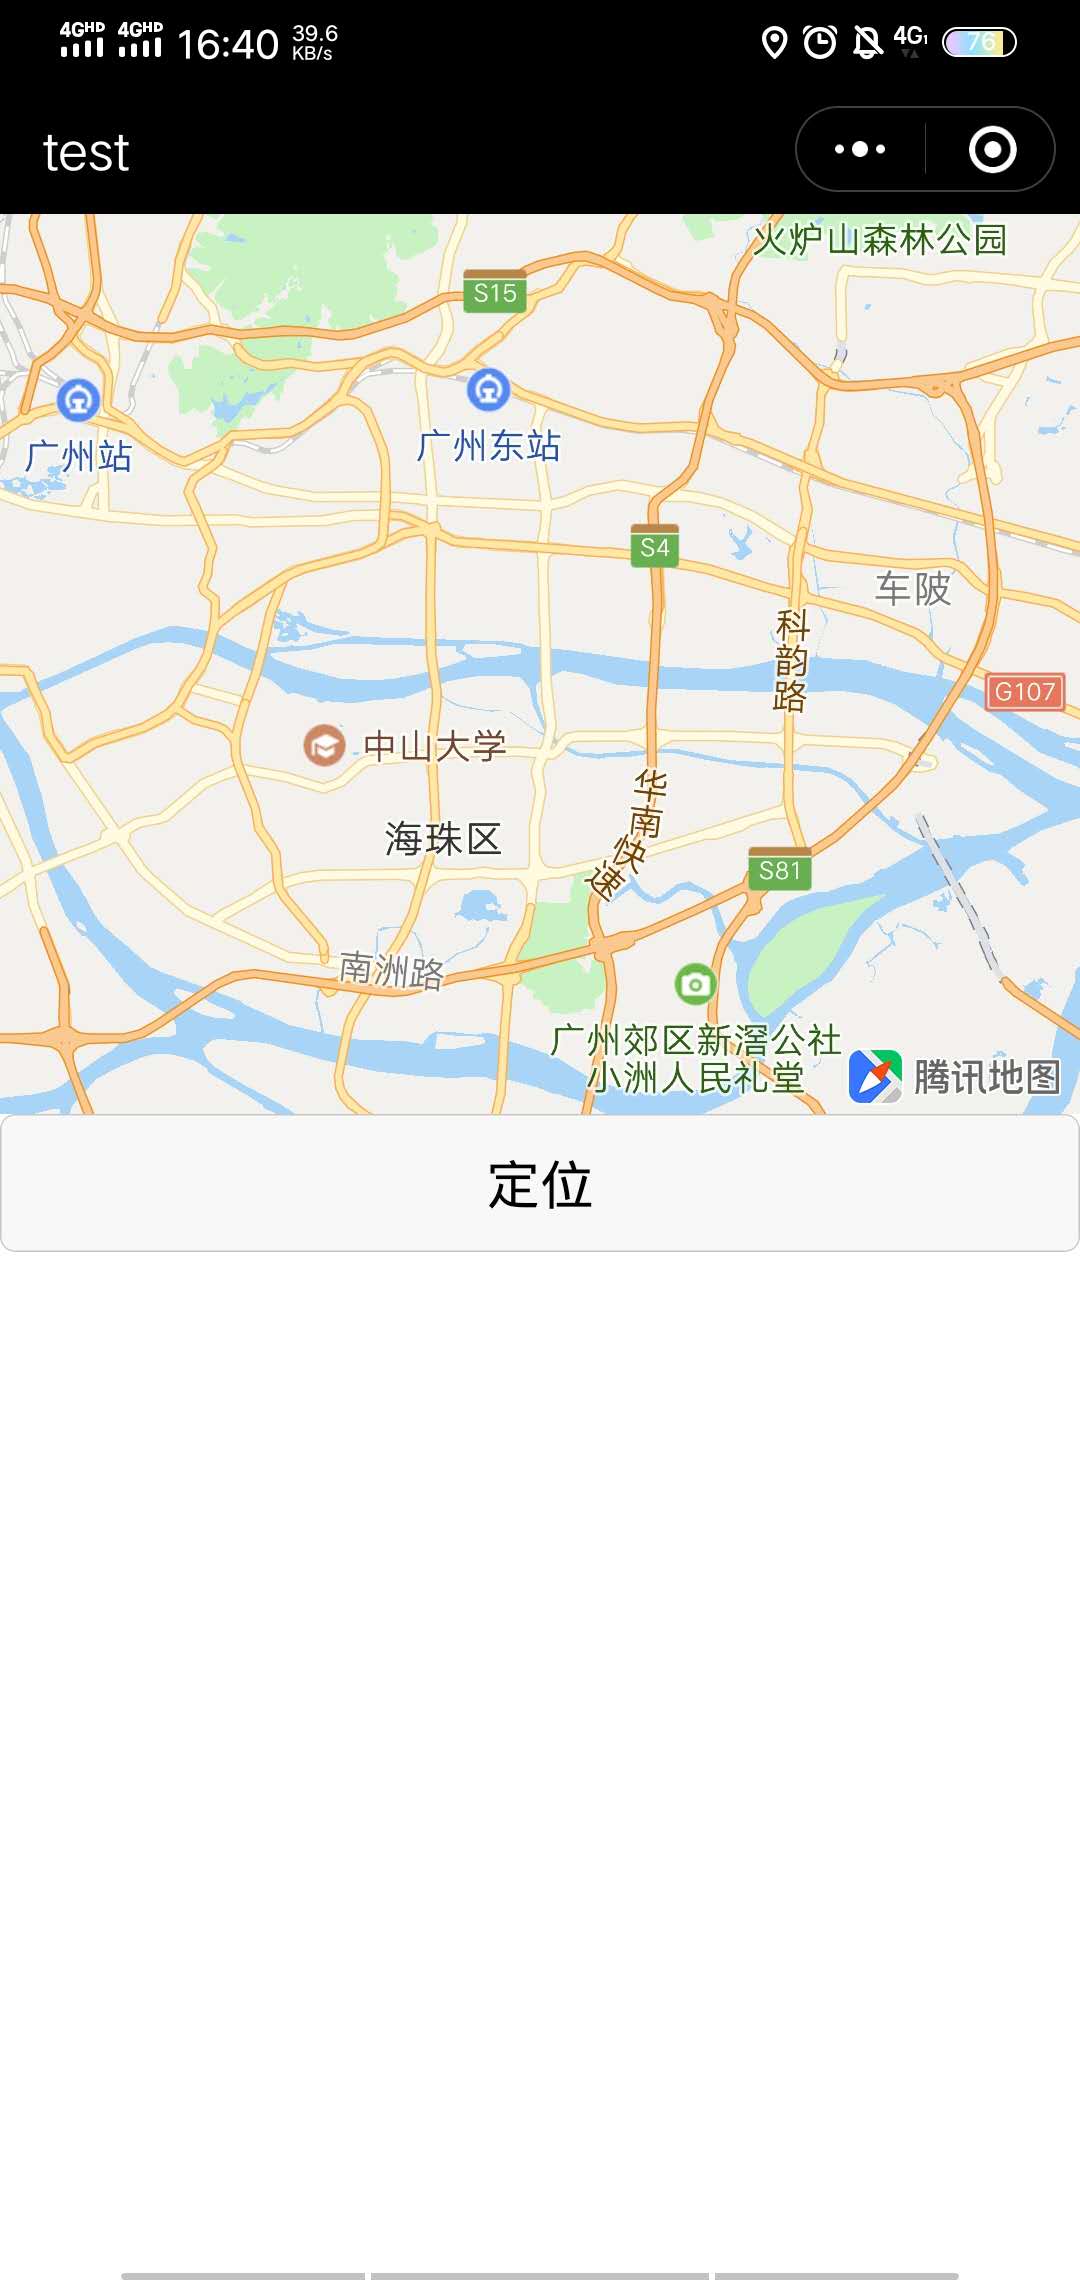 4GHD 4GHD 16:40 39.6 KB/s 4G1 76
test
火炉山森林公园
S15
广州站
广州东站
S4
车陂
科韵路
G107
中山大学
华南快速
海珠区
S81
南洲路
广州郊区新滘公社
小洲人民礼堂
腾讯地图
定位